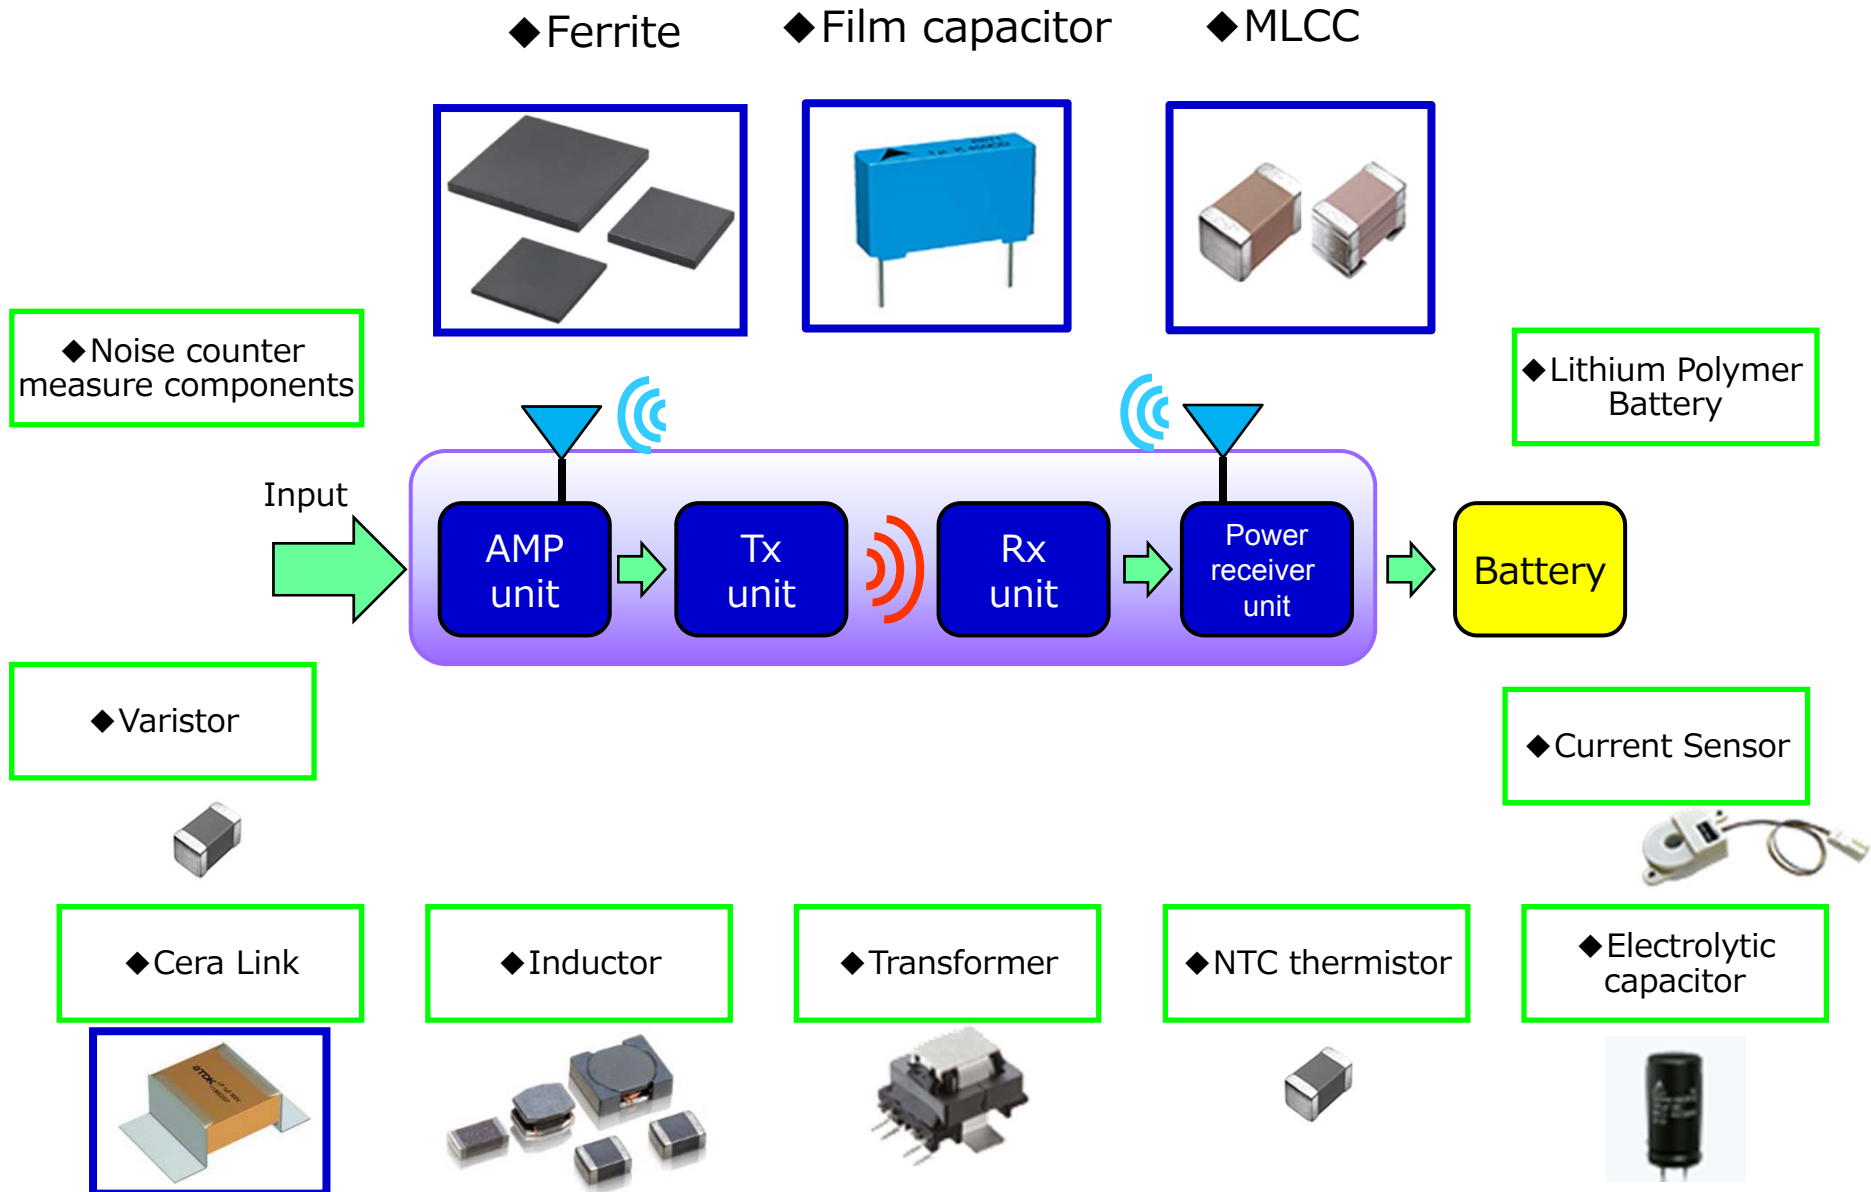 ◆Ferrite
◆Film capacitor
◆MLCC
◆Noise counter
measure components
◆Lithium Polymer
Battery
Input
AMP
unit
Tx
unit
Rx
unit
Power
receiver
unit
Battery
◆Varistor
◆Current Sensor
◆Cera Link
◆Inductor
◆Transformer
◆NTC thermistor
◆Electrolytic
capacitor
TDK